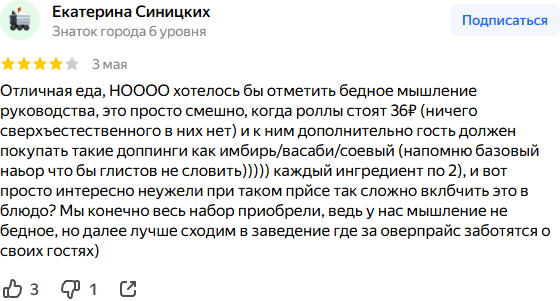 Екатерина Синицких
Знаток города 6 уровня
Подписаться
3 мая
Отличная еда, НОООО хотелось бы отметить бедное мышление
руководства, это просто смешно, когда роллы стоят 36₽ (ничего
сверхъестественного в них нет) и к ним дополнительно гость должен
покупать такие доппинги как имбирь/васаби/соевый (напомню базовый
наьор что бы глистов не словить))))) каждый ингредиент по 2), и вот
просто интересно неужели при таком прйсе так сложно вклбчить это в
блюдо? Мы конечно весь набор приобрели, ведь у нас мышление не
бедное, но далее лучше сходим в заведение где за оверпрайс заботятся о
своих гостях)
3
1